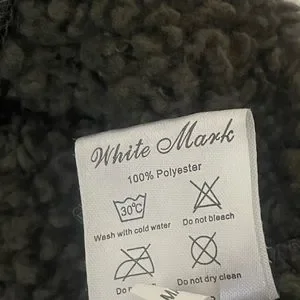 White Mark
100% Polyester
30°C
Wash with cold water
Do not bleach
Do not dry clean
M